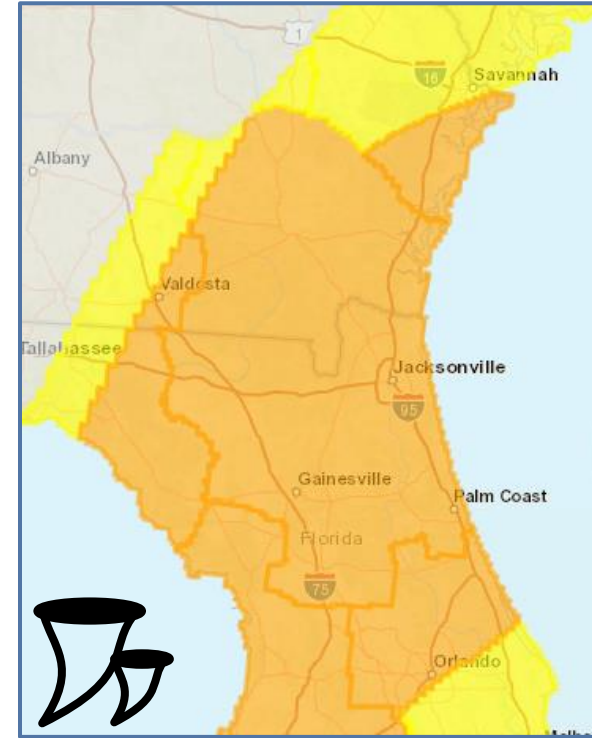 1
16
Savannah
Albany
Valdosta
Tallahassee
Jacksonville
95
Gainesville
Palm Coast
Florida
75
Orlando